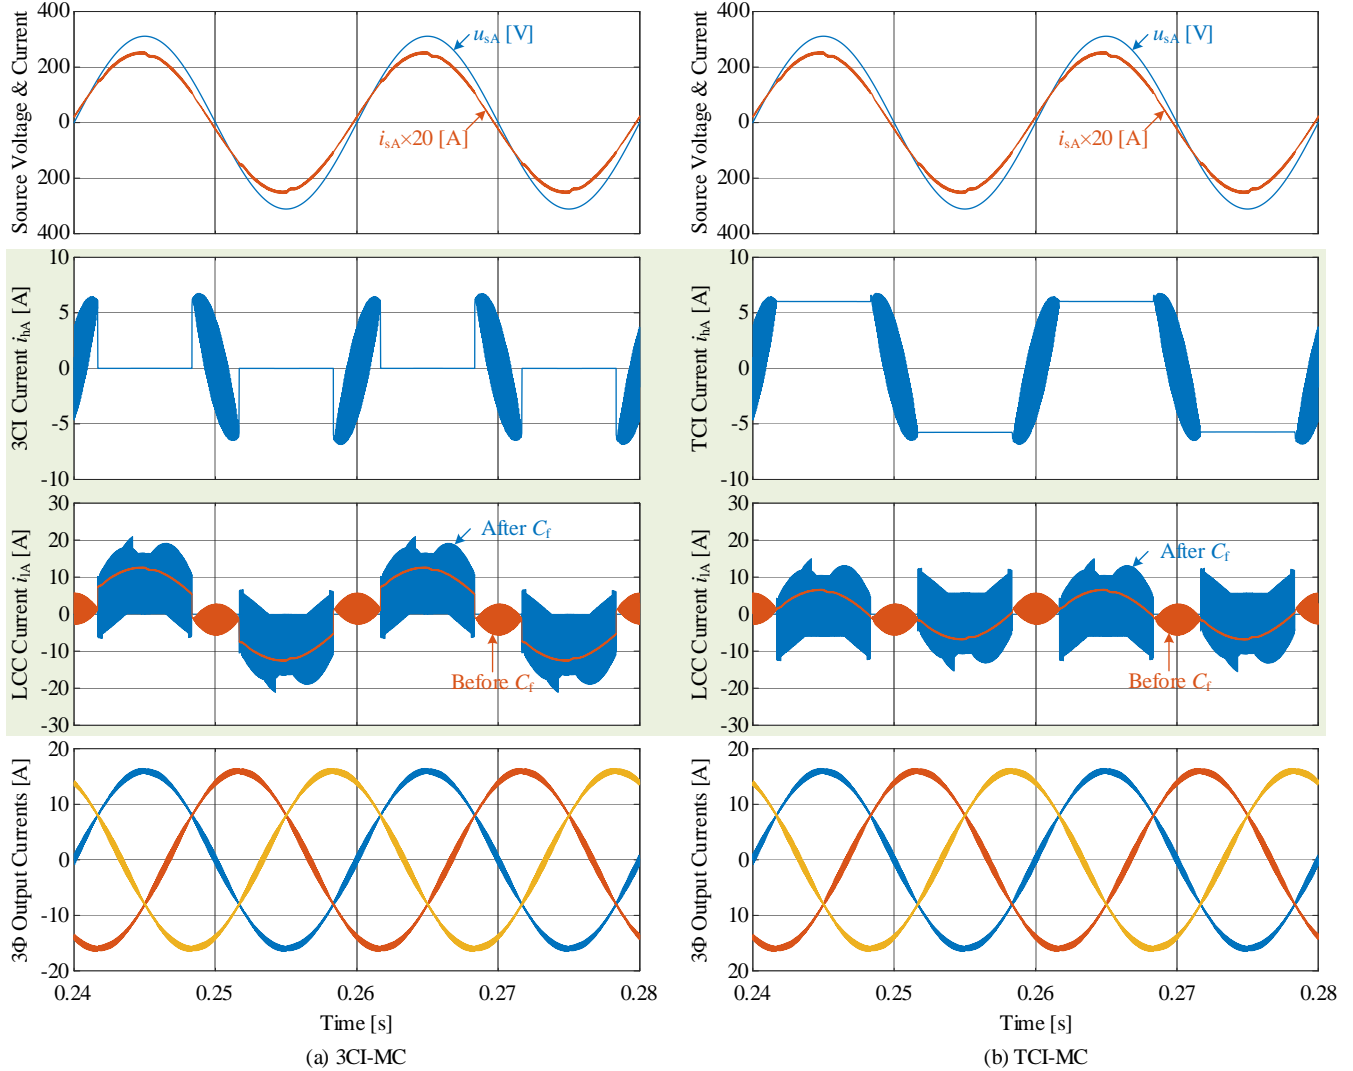 400
200
0
200
400
Source Voltage & Current
usA [V]
isA×20 [A]
400
200
0
200
400
Source Voltage & Current
usA [V]
isA×20 [A]
10
5
0
-5
-10
3CI Current ihA [A]
10
5
0
-5
-10
TCI Current ihA [A]
30
20
10
0
-10
-20
-30
LCC Current ilA [A]
After Cf
Before Cf
30
20
10
0
-10
-20
-30
LCC Current ilA [A]
After Cf
Before Cf
20
10
0
-10
-20
3Φ Output Currents [A]
0.24
0.25
0.26
0.27
0.28
Time [s]
(a) 3CI-MC
20
10
0
-10
20
3Φ Output Currents [A]
0.24
0.25
0.26
0.27
0.28
Time [s]
(b) TCI-MC